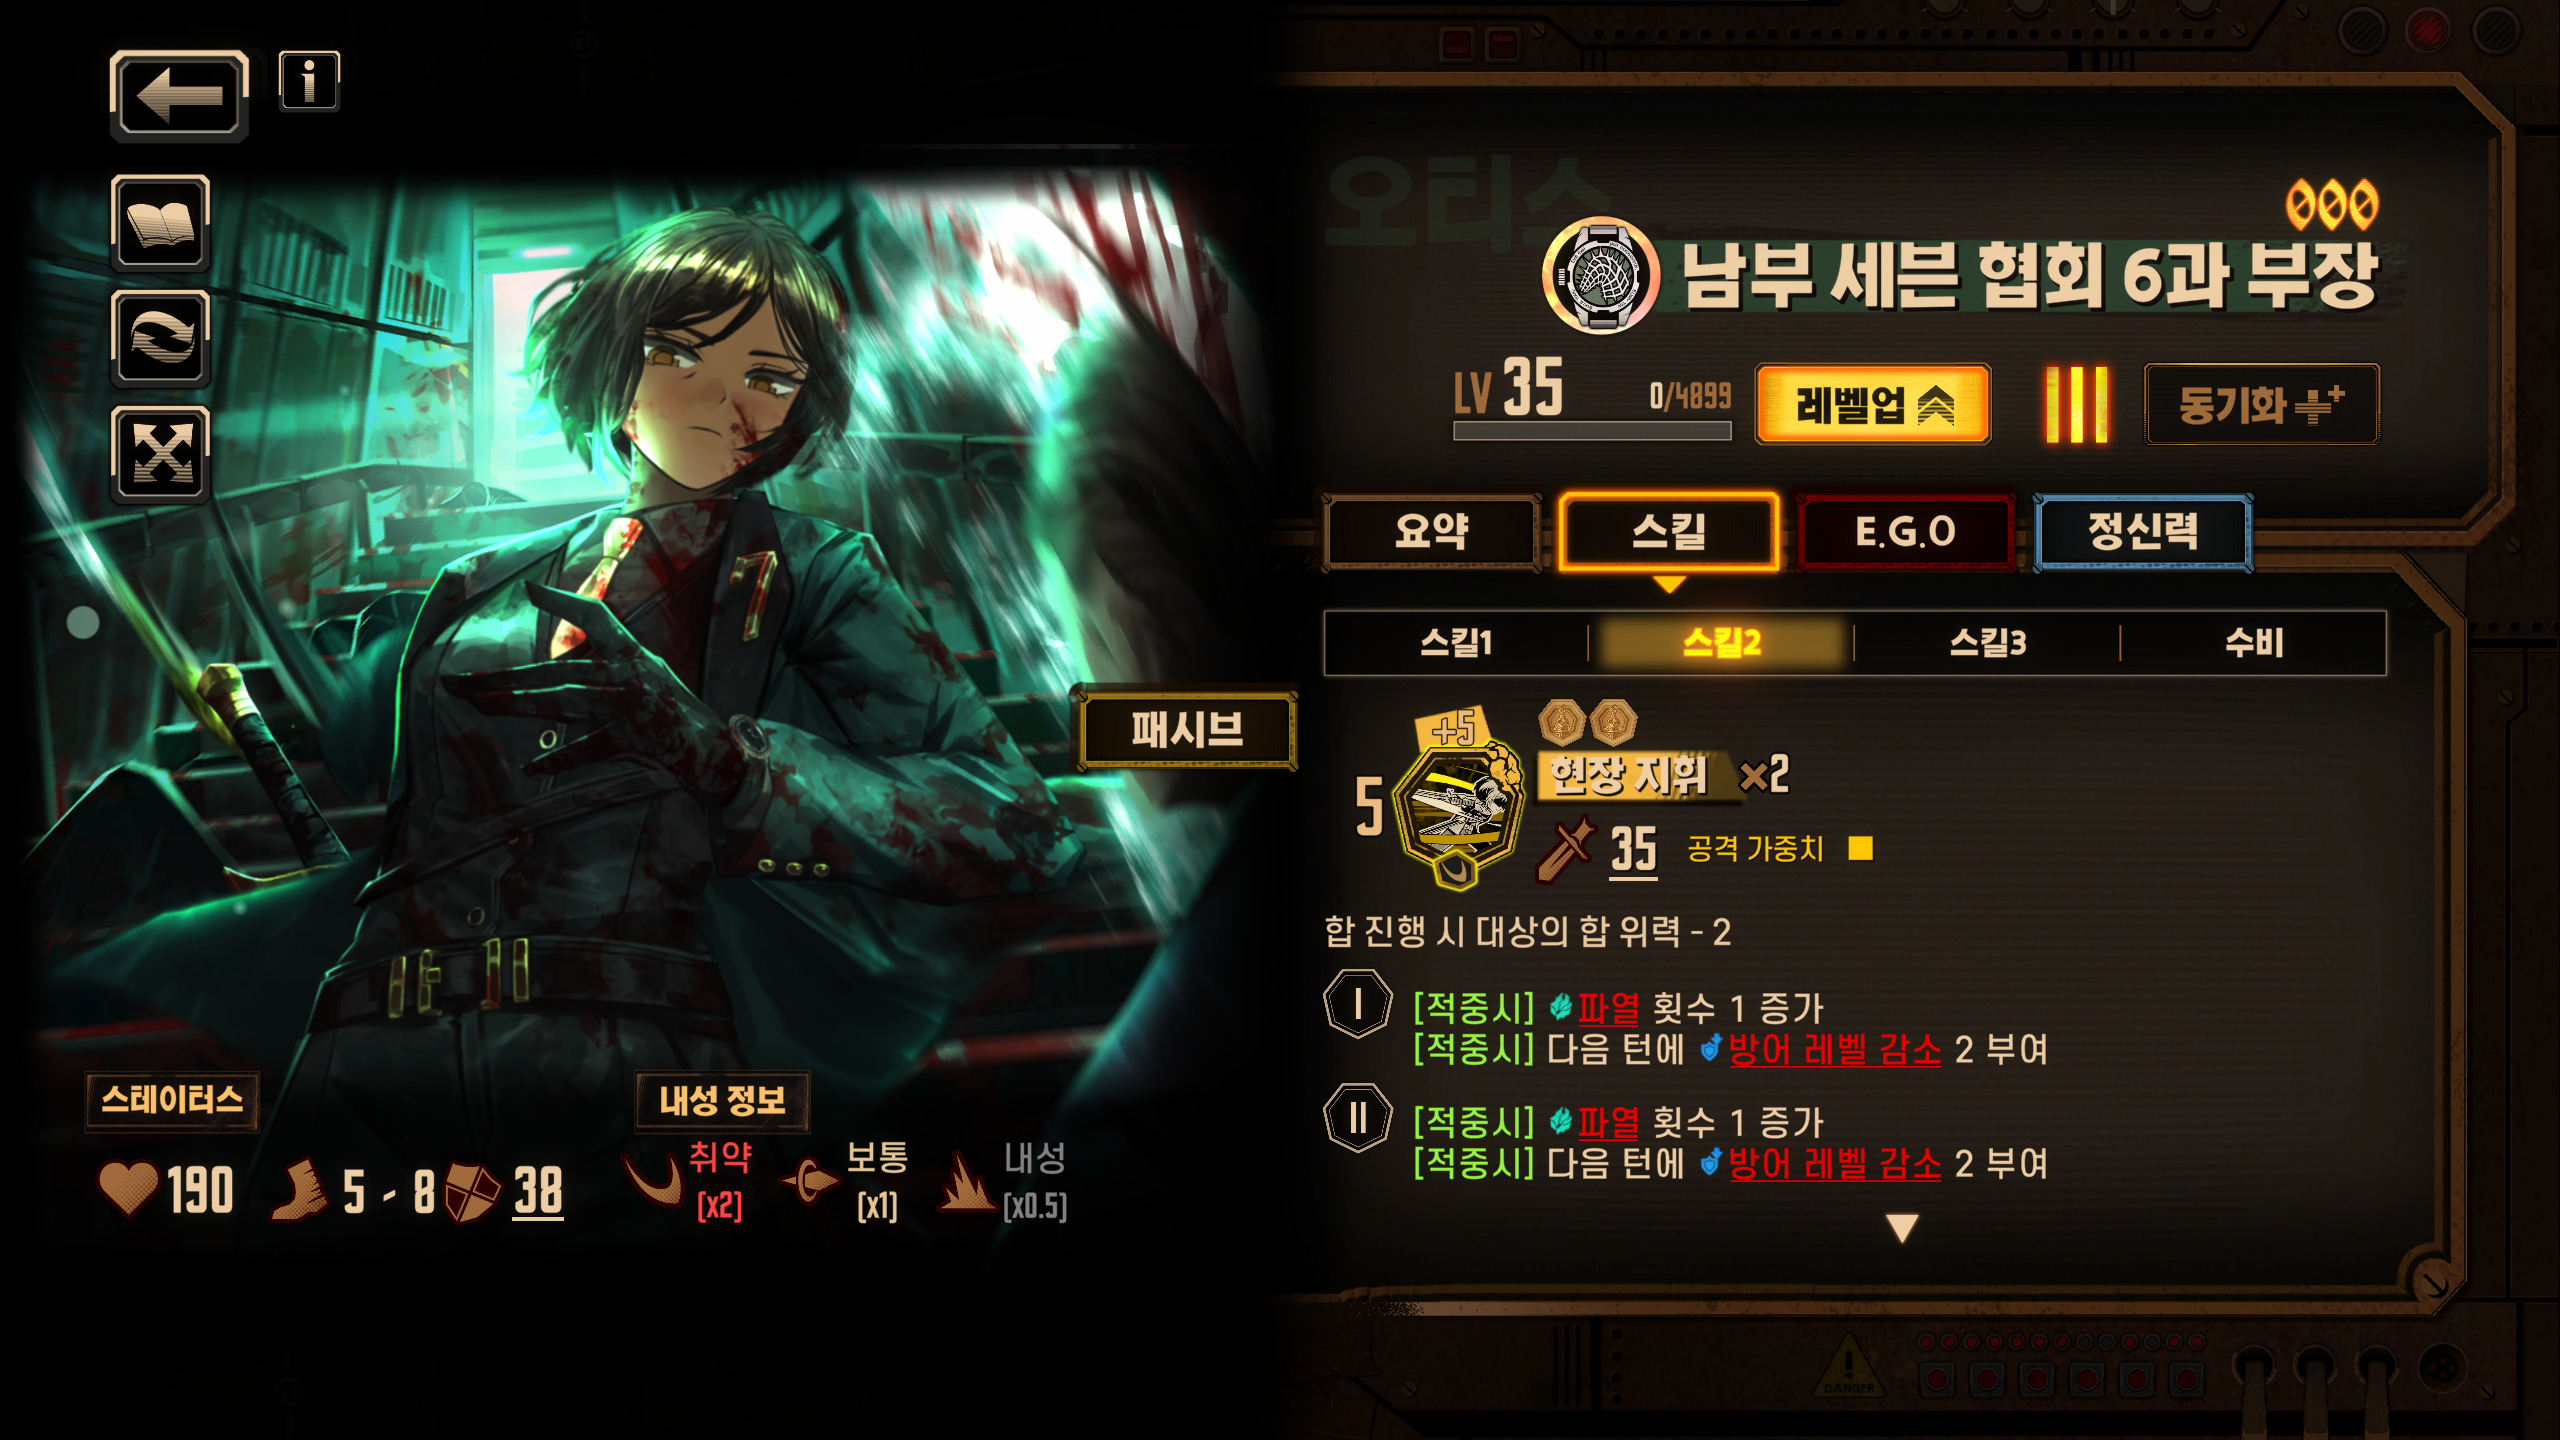 오티스
000
남부 세븐 협회 6과 부장
LV 35 0/4899 레벨업 동기화
요약 스킬 E.G.O 정신력
스킬1 스킬2 스킬3 수비
패시브
+5
5 현장 지휘 ×2
35 공격 가중치
합 진행 시 대상의 합 위력 - 2
I
[적중시] 파열 횟수 1 증가
[적중시] 다음 턴에 방어 레벨 감소 2 부여
II
[적중시] 파열 횟수 1 증가
[적중시] 다음 턴에 방어 레벨 감소 2 부여
스테이터스
190 5 - 8 38
내성 정보
취약 보통 내성
[x2] [x1] [x0.5]
DANGER